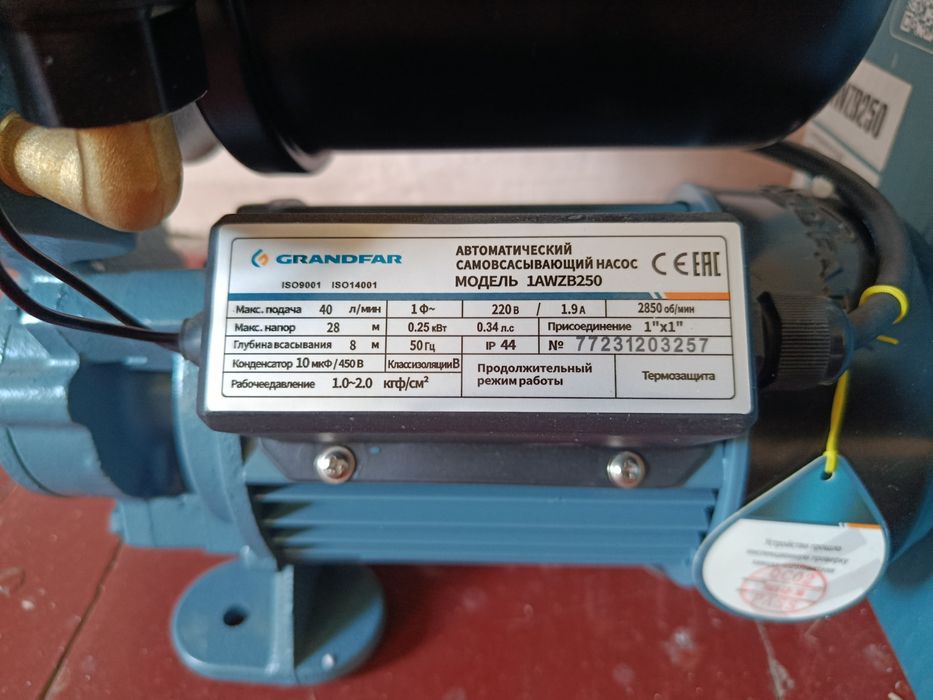 GRANDFAR
ISO9001 ISO14001
АВТОМАТИЧЕСКИЙ
САМОВСАСЫВАЮЩИЙ НАСОС
МОДЕЛЬ 1AWZB250
CE EAC
Макс. подача 40 л/мин 1 Ф~ 220 В / 1.9 А 2850 об/мин
Макс. напор 28 м 0.25 кВт 0.34 л.с Присоединение 1"x1"
Глубина всасывания 8 м 50 Гц IP 44 № 77231203257
Конденсатор 10 мкФ / 450 В Класс изоляции В Продолжительный режим работы Термозащита
Рабочее давление 1.0~2.0 кгф/см²
Устройство прошло